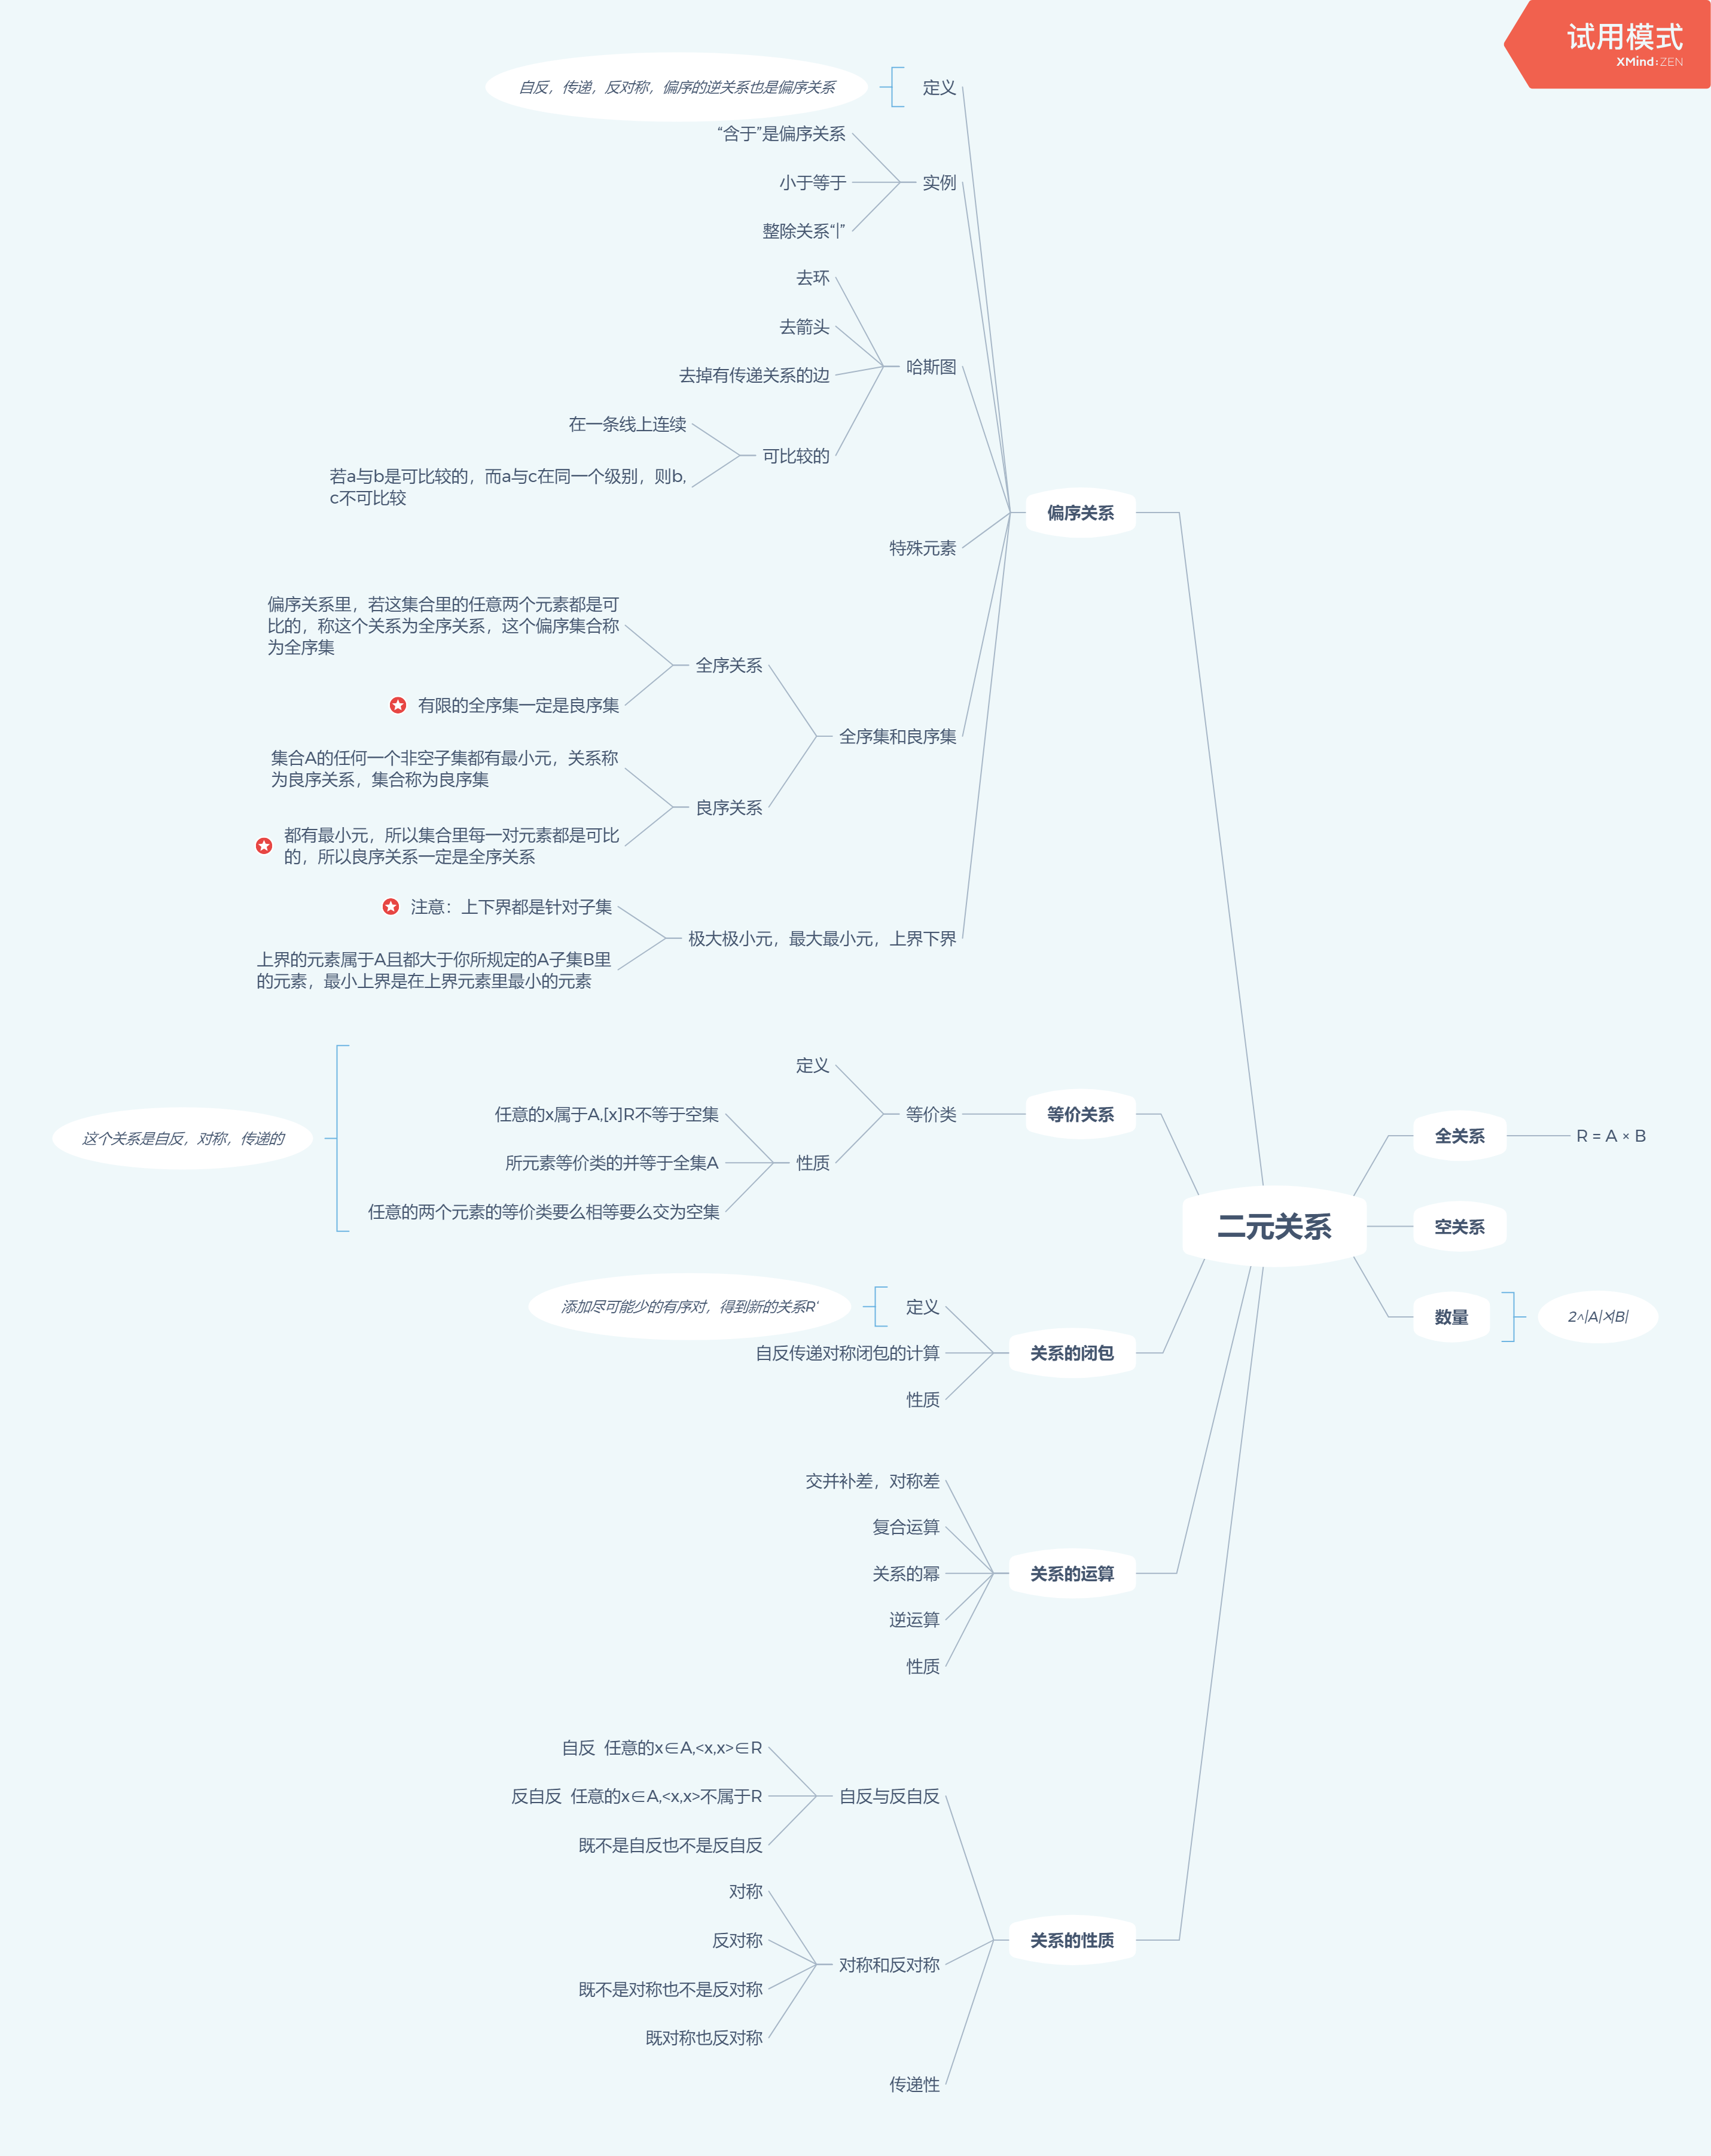 试用模式
XMind:ZEN
自反，传递，反对称，偏序的逆关系也是偏序关系
定义
“含于”是偏序关系
小于等于
实例
整除关系“|”
去环
去箭头
哈斯图
去掉有传递关系的边
在一条线上连续
可比较的
若a与b是可比较的，而a与c在同一个级别，则b,
c不可比较
偏序关系
特殊元素
偏序关系里，若这集合里的任意两个元素都是可
比的，称这个关系为全序关系，这个偏序集合称
为全序集
全序关系
有限的全序集一定是良序集
全序集和良序集
集合A的任何一个非空子集都有最小元，关系称
为良序关系，集合称为良序集
良序关系
都有最小元，所以集合里每一对元素都是可比
的，所以良序关系一定是全序关系
注意：上下界都是针对子集
极大极小元，最大最小元，上界下界
上界的元素属于A且都大于你所规定的A子集B里
的元素，最小上界是在上界元素里最小的元素
定义
任意的x属于A,[x]R不等于空集
等价类
等价关系
这个关系是自反，对称，传递的
所元素等价类的并等于全集A
性质
任意的两个元素的等价类要么相等要么交为空集
全关系
R = A × B
二元关系
空关系
数量
2^|A|×|B|
添加尽可能少的有序对，得到新的关系R'
定义
自反传递对称闭包的计算
关系的闭包
性质
交并补差，对称差
复合运算
关系的幂
关系的运算
逆运算
性质
自反 任意的x∈A,<x,x>∈R
反自反 任意的x∈A,<x,x>不属于R
自反与反自反
既不是自反也不是反自反
对称
反对称
关系的性质
对称和反对称
既不是对称也不是反对称
既对称也反对称
传递性